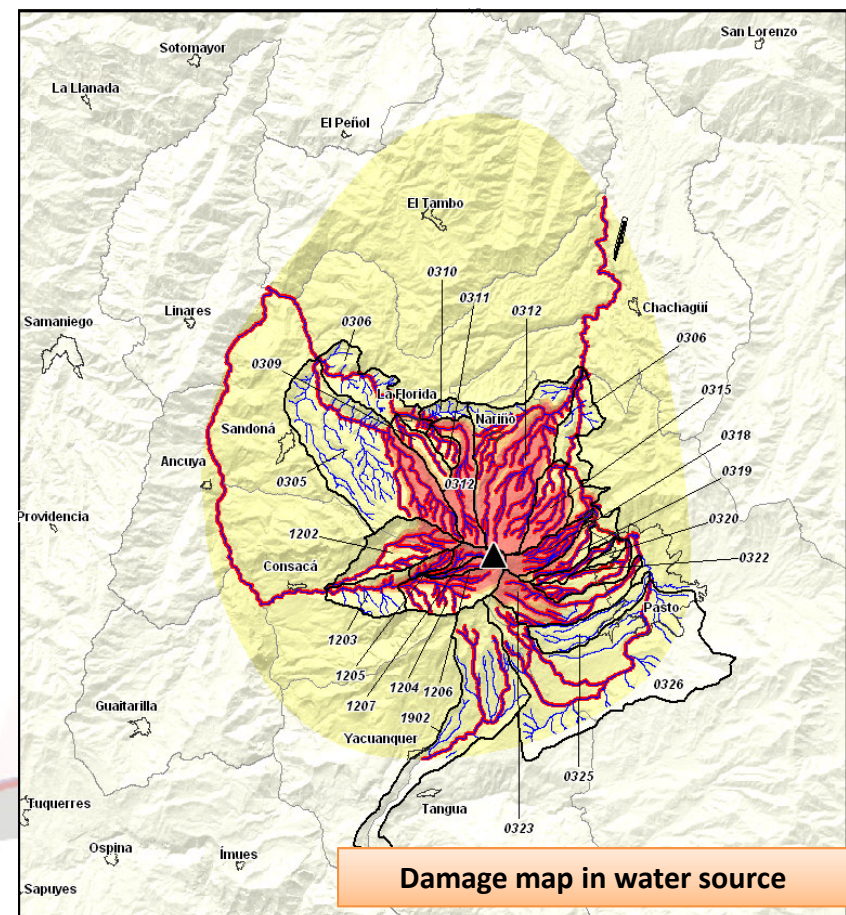 San Lorenzo
Sotomayor
La Llanada
El Peñol
El Tambo
0310
0311
0312
Chachagüí
Linares
Samaniego
0306
0306
0309
La Florida
0315
Nariño
Sandoná
0318
Ancuya
0319
0305
0312
0320
Providencia
1202
0322
Consacá
Pasto
1203
1205
1204
1206
0326
1207
Guaitarilla
1902
Yacuanquer
0325
Tuquerres
Tangua
0323
Ospina
Ímues
Sapuyes
Damage map in water source